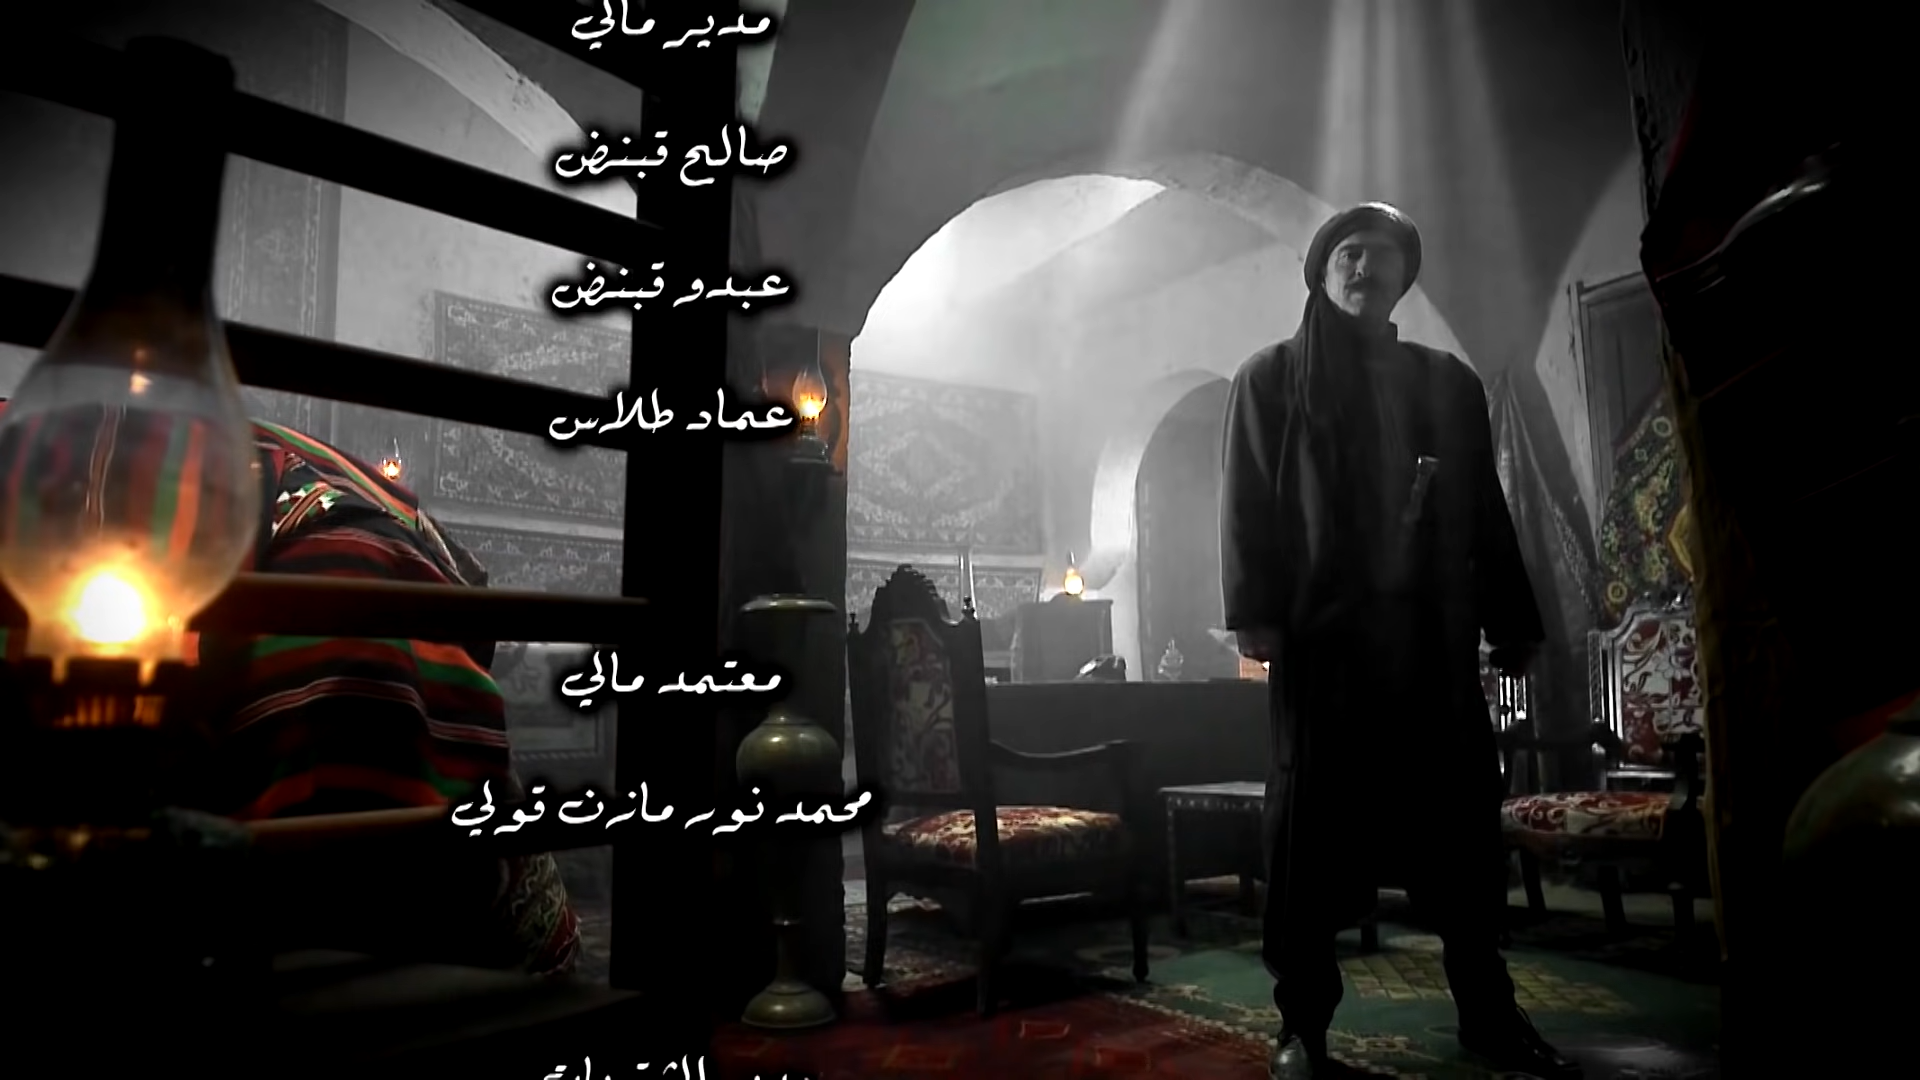 مدير مالي
صالح قبنض
عبدو قبنض
عماد طلاس
معتمد مالي
محمد نور مازن قولي